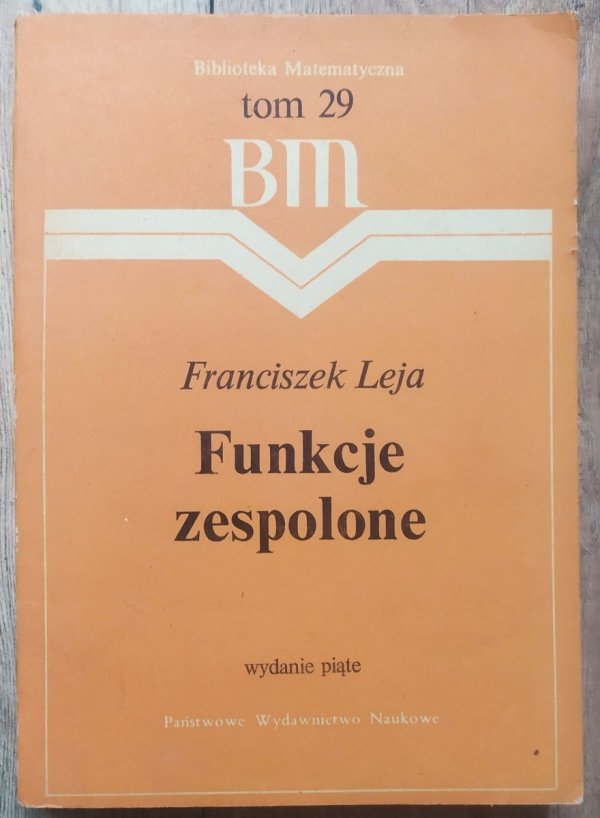 Biblioteka Matematyczna
tom 29
BM
Franciszek Leja
Funkcje
zespolone
wydanie piąte
Państwowe Wydawnictwo Naukowe